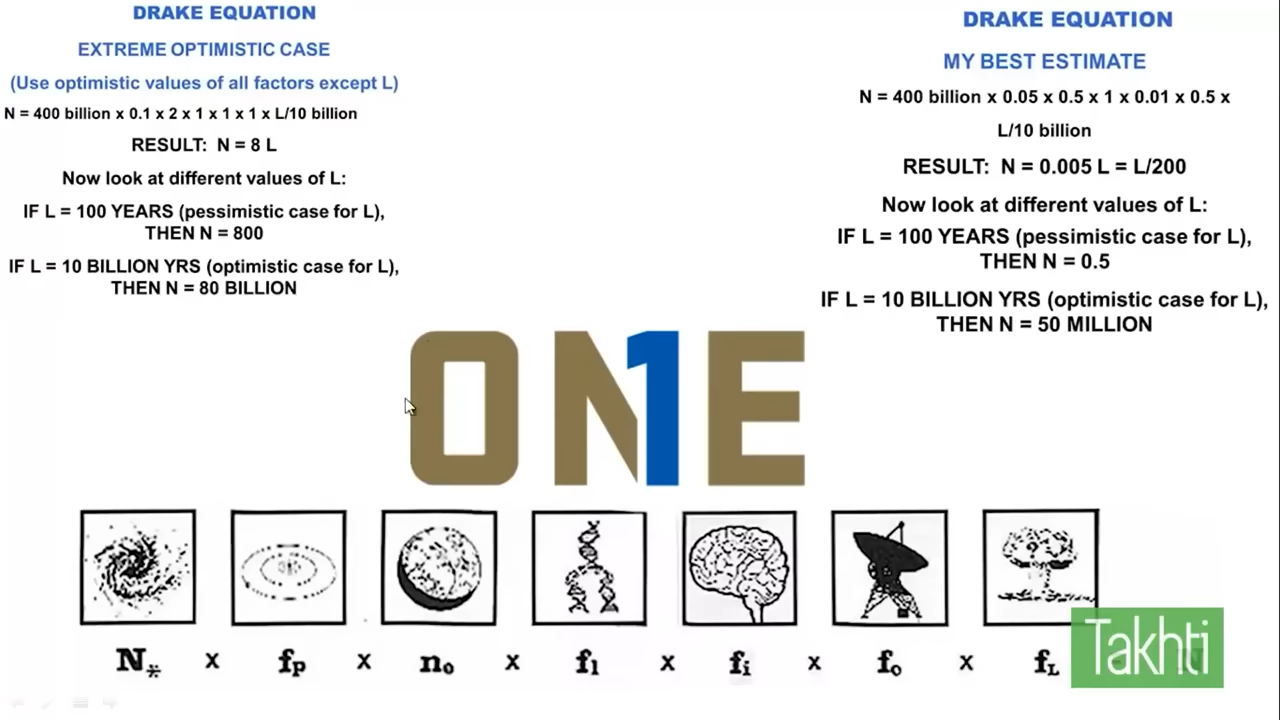 DRAKE EQUATION
EXTREME OPTIMISTIC CASE
(Use optimistic values of all factors except L)
N = 400 billion x 0.1 x 2 x 1 x 1 x 1 x L/10 billion
RESULT: N = 8 L
Now look at different values of L:
IF L = 100 YEARS (pessimistic case for L),
THEN N = 800
IF L = 10 BILLION YRS (optimistic case for L),
THEN N = 80 BILLION
DRAKE EQUATION
MY BEST ESTIMATE
N = 400 billion x 0.05 x 0.5 x 1 x 0.01 x 0.5 x
L/10 billion
RESULT: N = 0.005 L = L/200
Now look at different values of L:
IF L = 100 YEARS (pessimistic case for L),
THEN N = 0.5
IF L = 10 BILLION YRS (optimistic case for L),
THEN N = 50 MILLION
ON1E
N* x fp x no x fl x fi x fo x fL N
Takhti